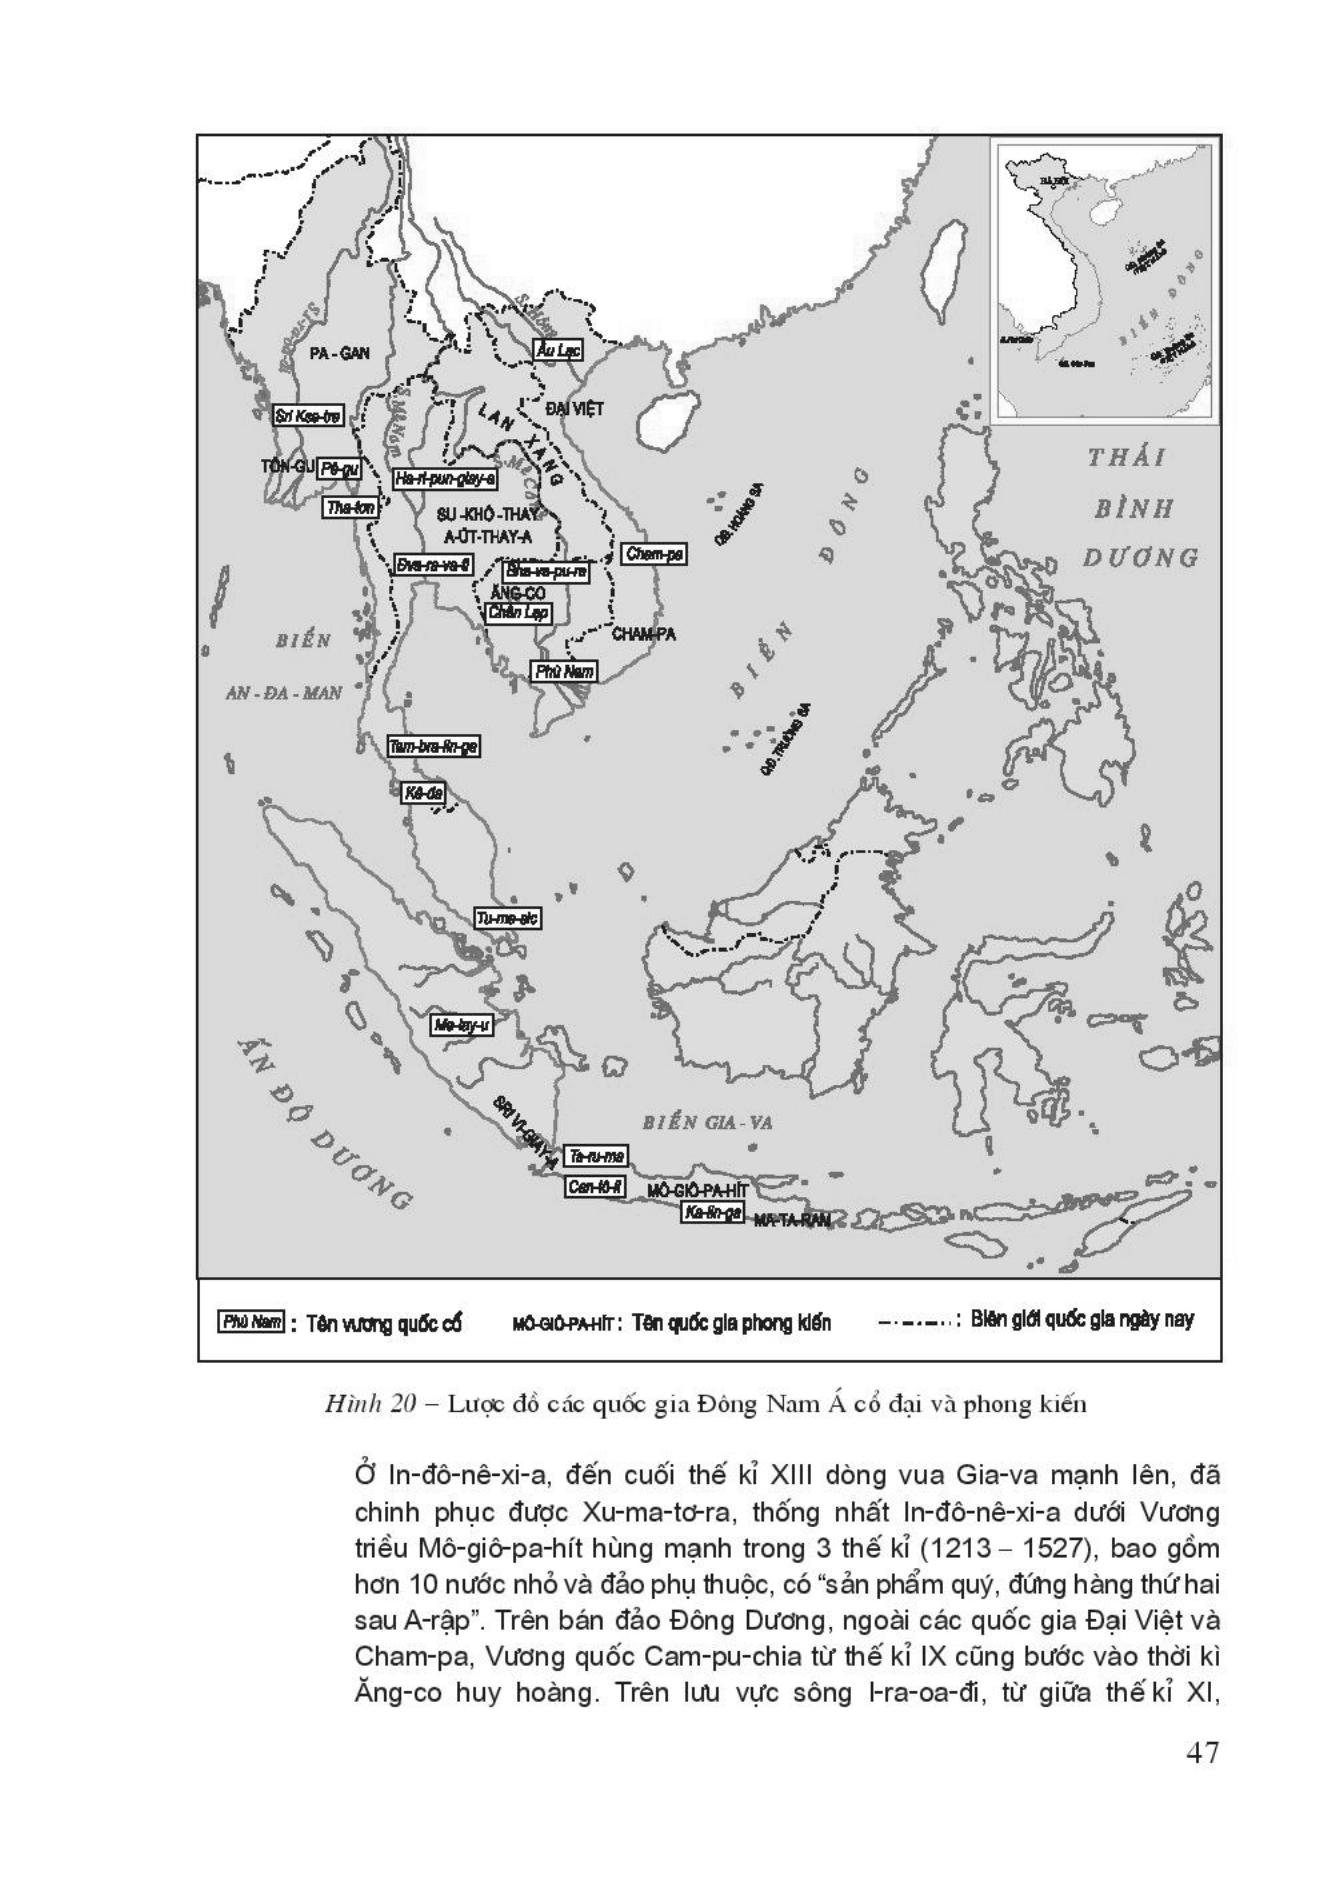 HÀ NỘI
BIỂN ĐÔNG
S. Hồng
Âu Lạc
PA - GAN
ĐẠI VIỆT
LAN XANG
S. Mê Nam
Sri Kse-tra
TÔN-GU
Pê-gu
Ha-ri-pun-giay-a
S. Mê Công
Tha-ton
SU -KHÔ -THAY
A-ÚT-THAY-A
QĐ. HOÀNG SA
THÁI
BÌNH
DƯƠNG
Cham-pa
Đva-ra-va-ti
Bha-va-pu-ra
ĂNG-CO
Chân Lạp
CHAM-PA
BIỂN
AN - ĐA - MAN
Phù Nam
BIỂN ĐÔNG
QĐ. TRƯỜNG SA
Tam-bra-lin-ga
Kê-đa
Tu-ma-sic
Ma-lay-u
ẤN ĐỘ DƯƠNG
SRI VI-GIAY-A
BIỂN GIA - VA
Ta-ru-ma
Can-tô-li
MÔ-GIÔ-PA-HÍT
Ka-lin-ga
MA-TA-RAM
Phù Nam : Tên vương quốc cổ
MÔ-GIÔ-PA-HÍT : Tên quốc gia phong kiến
: Biên giới quốc gia ngày nay
Hình 20 – Lược đồ các quốc gia Đông Nam Á cổ đại và phong kiến
Ở In-đô-nê-xi-a, đến cuối thế kỉ XIII dòng vua Gia-va mạnh lên, đã
chinh phục được Xu-ma-tơ-ra, thống nhất In-đô-nê-xi-a dưới Vương
triều Mô-giô-pa-hít hùng mạnh trong 3 thế kỉ (1213 – 1527), bao gồm
hơn 10 nước nhỏ và đảo phụ thuộc, có “sản phẩm quý, đứng hàng thứ hai
sau A-rập”. Trên bán đảo Đông Dương, ngoài các quốc gia Đại Việt và
Cham-pa, Vương quốc Cam-pu-chia từ thế kỉ IX cũng bước vào thời kì
Ăng-co huy hoàng. Trên lưu vực sông I-ra-oa-đi, từ giữa thế kỉ XI,
47